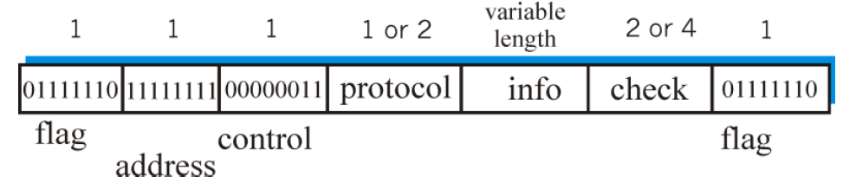 1 1 1 1 or 2 variable length 2 or 4 1
01111110 11111111 00000011 protocol info check 01111110
flag address control flag